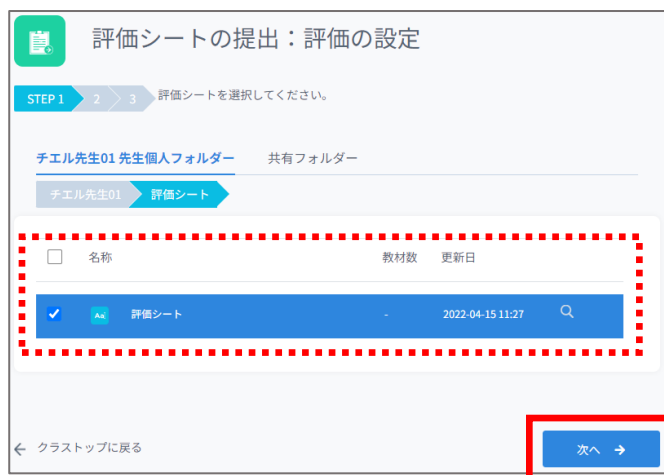 評価シートの提出：評価の設定
STEP 1 2 3 評価シートを選択してください。
チエル先生01 先生個人フォルダー 共有フォルダー
チエル先生01 評価シート
名称 教材数 更新日
Aa 評価シート - 2022-04-15 11:27
← クラストップに戻る 次へ →